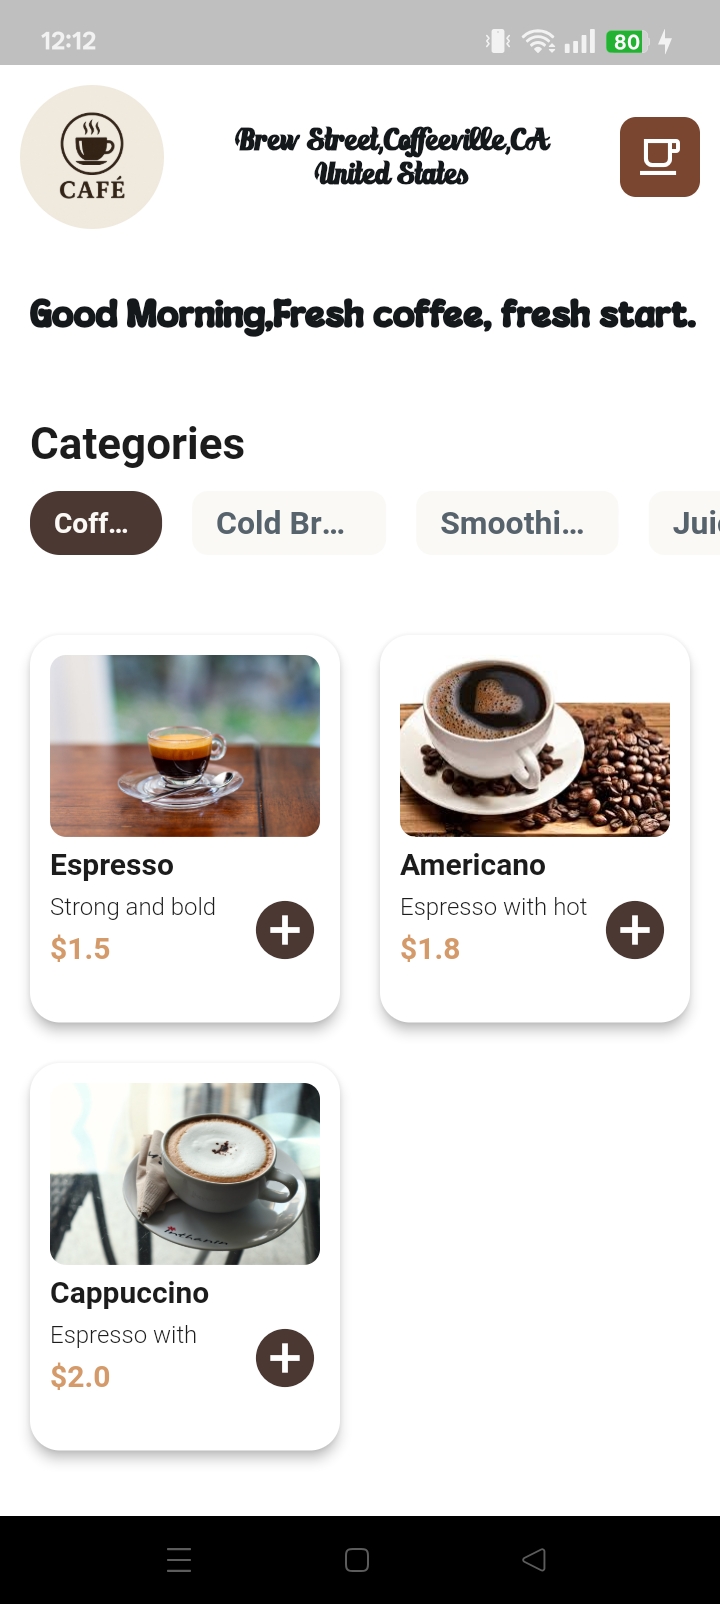 12:12
80
CAFÉ
Brew Street,Coffeeville,CA
United States
Good Morning,Fresh coffee, fresh start.
Categories
Coff...
Cold Br...
Smoothi...
Jui
Espresso
Strong and bold
$1.5
Americano
Espresso with hot
$1.8
Cappuccino
Espresso with
$2.0